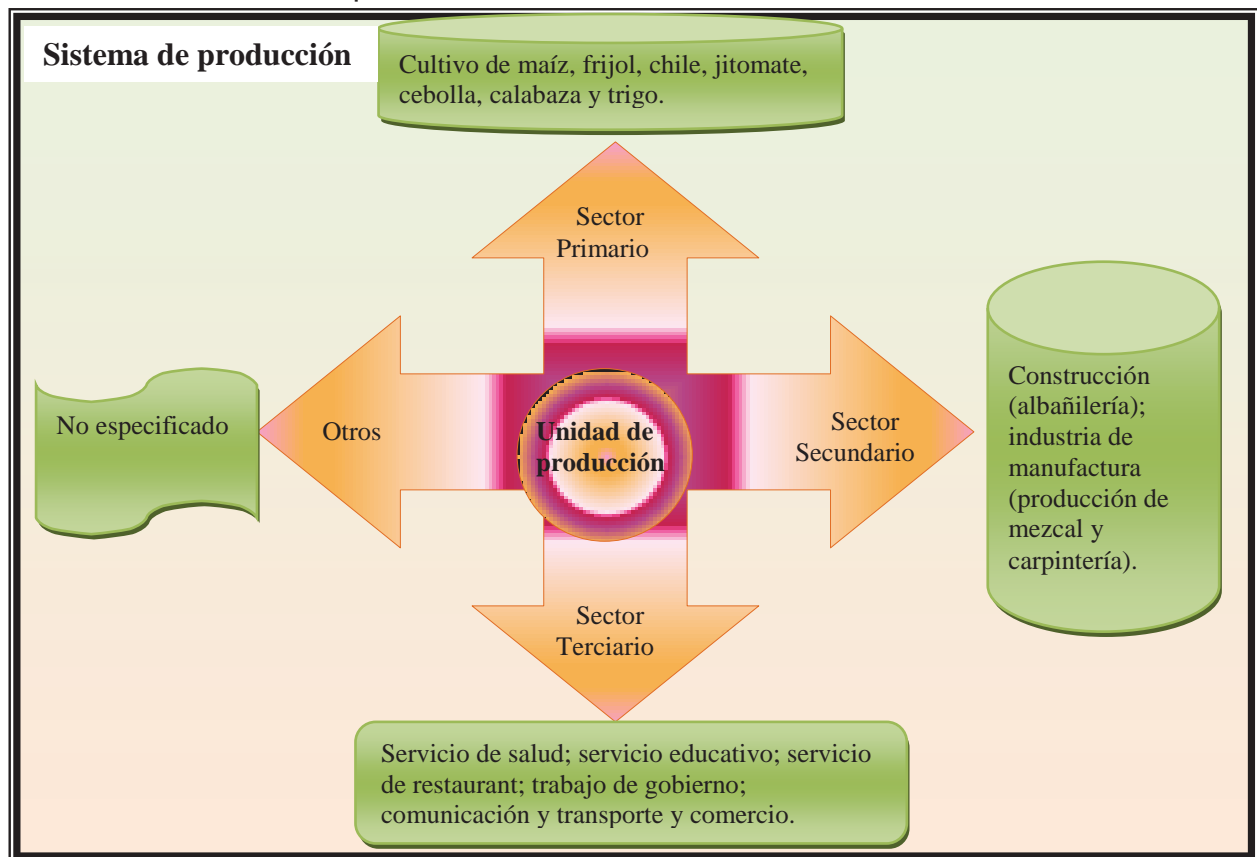 Sistema de producción
Cultivo de maíz, frijol, chile, jitomate,
cebolla, calabaza y trigo.
Sector
Primario
No especificado
Otros
Unidad de
producción
Sector
Secundario
Construcción
(albañilería);
industria de
manufactura
(producción de
mezcal y
carpintería).
Sector
Terciario
Servicio de salud; servicio educativo; servicio
de restaurant; trabajo de gobierno;
comunicación y transporte y comercio.